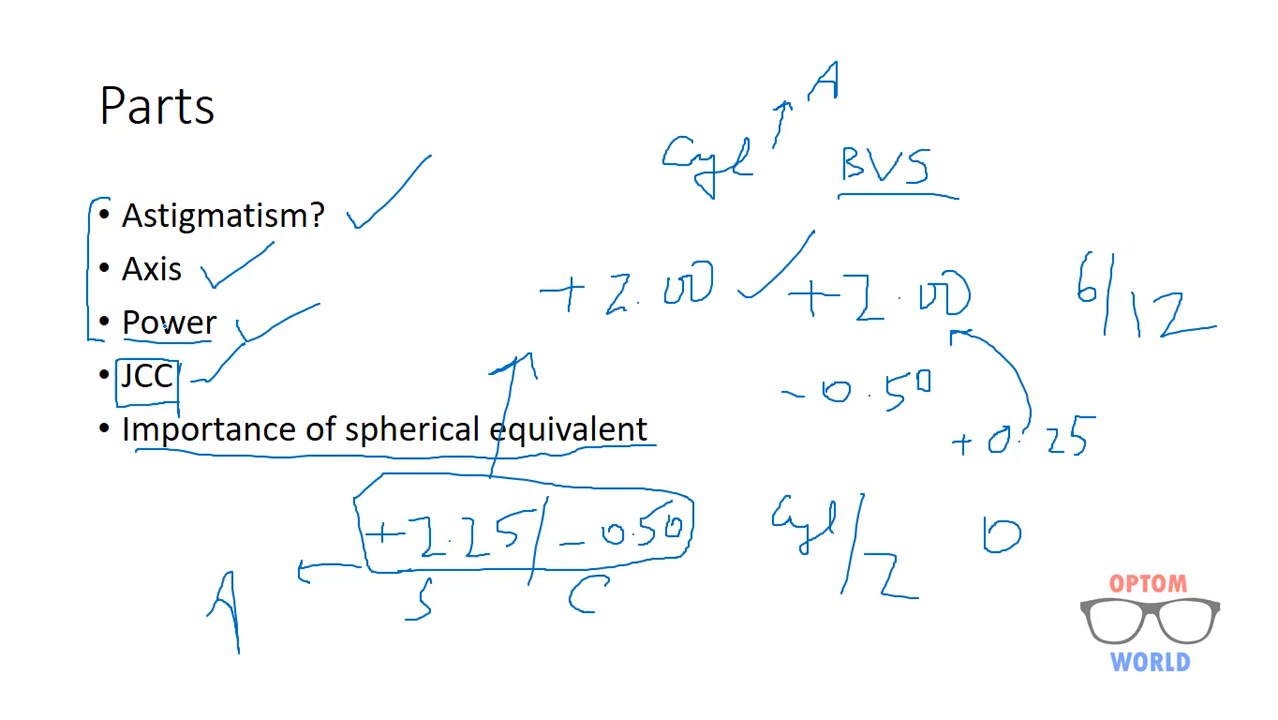 Parts
• Astigmatism?
• Axis
• Power
• JCC
• Importance of spherical equivalent
Cyl A
BVS
+2.00 +2.00 6/12
-0.50
+0.25
+2.25/-0.50
S C
A
Cyl/2
0
OPTOM
WORLD